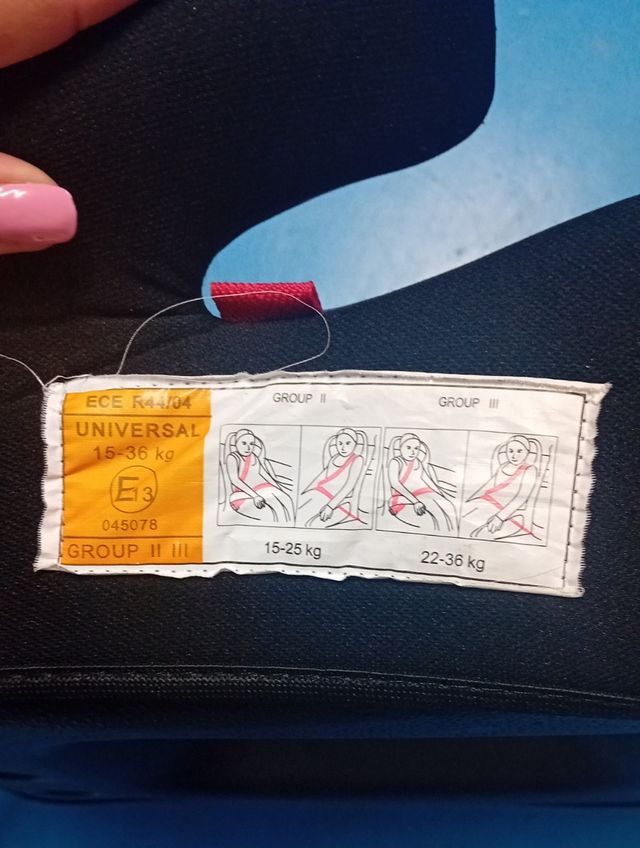 ECE R44/04
UNIVERSAL
15-36 kg
E13
045078
GROUP II III
GROUP II
GROUP III
15-25 kg
22-36 kg